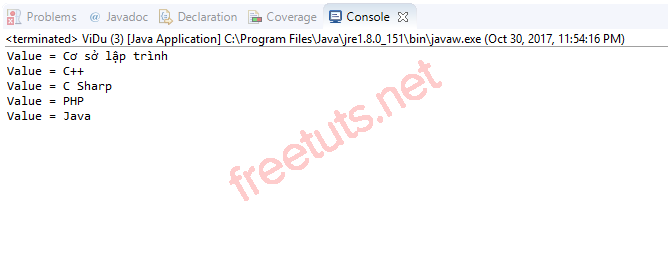 Problems @ Javadoc Declaration Coverage Console
<terminated> ViDu (3) [Java Application] C:\Program Files\Java\jre1.8.0_151\bin\javaw.exe (Oct 30, 2017, 11:54:16 PM)
Value = Cơ sở lập trình
Value = C++
Value = C Sharp
Value = PHP
Value = Java
freetuts.net